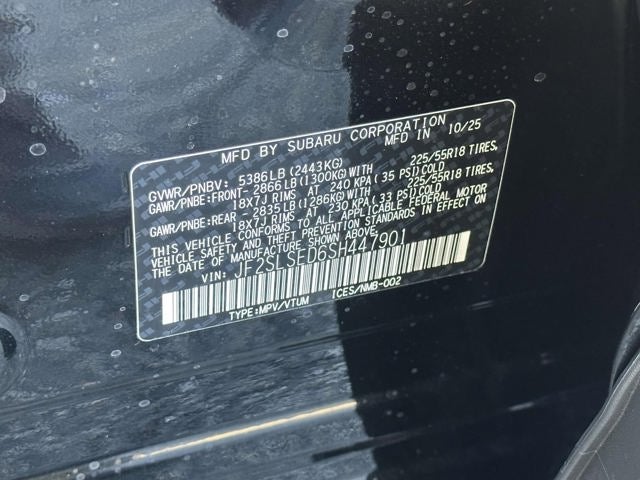 MFD BY SUBARU CORPORATION
MFD IN 10/25
GVWR/PNBV: 5386LB (2443KG)
GAWR/PNBE:FRONT- 2866LB(1300KG)WITH 225/55R18 TIRES,
18X7J RIMS AT 240 KPA (35 PSI)COLD
GAWR/PNBE:REAR - 2835LB(1286KG)WITH 225/55R18 TIRES,
18X7J RIMS AT 230 KPA (33 PSI)COLD
THIS VEHICLE CONFORMS TO ALL APPLICABLE FEDERAL MOTOR
VEHICLE SAFETY AND THEFT PREVENTION STANDARDS IN EFFECT ON
THE DATE OF MANUFACTURE SHOWN ABOVE.
VIN: JF2SLSED6SH447901
TYPE:MPV/VTUM ICES/NMB-002